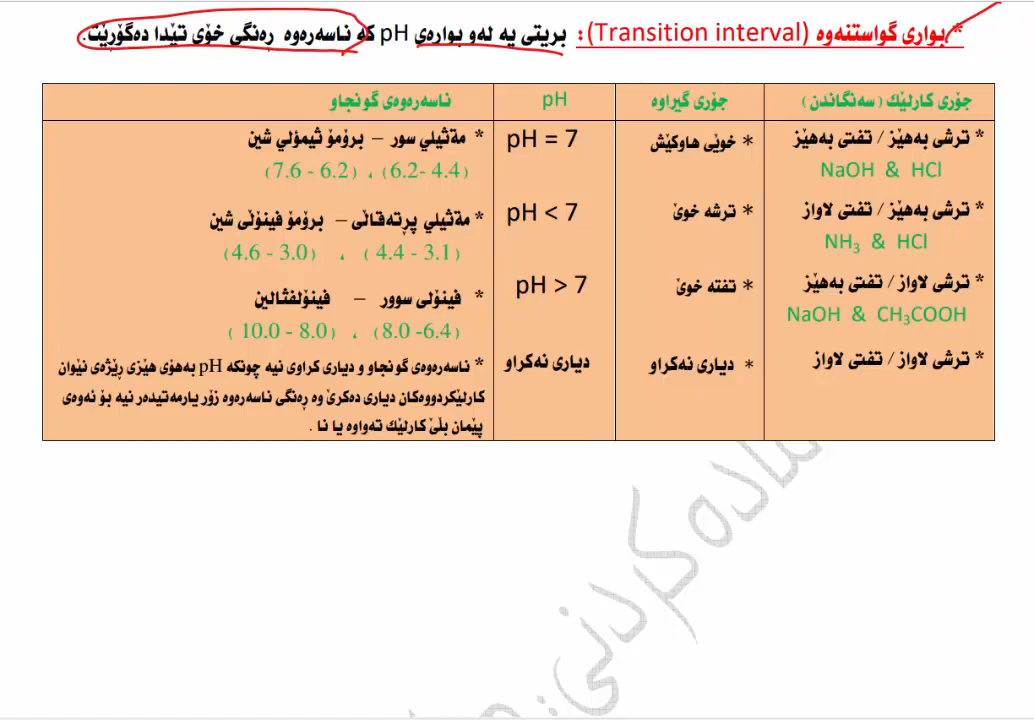 * بواری گواستنەوە (Transition interval): بریتی یە لەو بوارەی pH کە ناسەرەوە ڕەنگی خۆی تێدا دەگۆڕێت.
جۆری کارلێك ( سەنگاندن ) جۆری گیراوە pH ناسەرەوەی گونجاو
* ترشی بەهێز / تفتی بەهێز * خوێی هاوکێش pH = 7 * مەثیلي سور – برۆمۆ ثیمۆلي شین
NaOH & HCl (6.2- 4.4) ، (7.6 - 6.2)
* ترشی بەهێز / تفتی لاواز * ترشە خوێ pH < 7 * مەثیلي پرتەقاڵی – برۆمۆ فینۆڵی شین
NH₃ & HCl ( 4.4 - 3.1) ، (4.6 - 3.0)
* ترشی لاواز / تفتی بەهێز * تفتە خوێ pH > 7 * فینۆلی سوور – فینۆلفثالین
NaOH & CH₃COOH (8.0 -6.4) ، ( 10.0 - 8.0)
* ترشی لاواز / تفتی لاواز * دیاری نەکراو دیاری نەکراو * ناسەرەوەی گونجاو و دیاری کراوی نیە چونکە pH بەهۆی هێزی ڕێژەی نێوان
کارلێکردووەکان دیاری دەکرێ وە ڕەنگی ناسەرەوە زۆر یارمەتیدەر نیە بۆ ئەوەی
پێمان بڵێ کارلێك تەواوە یا نا .